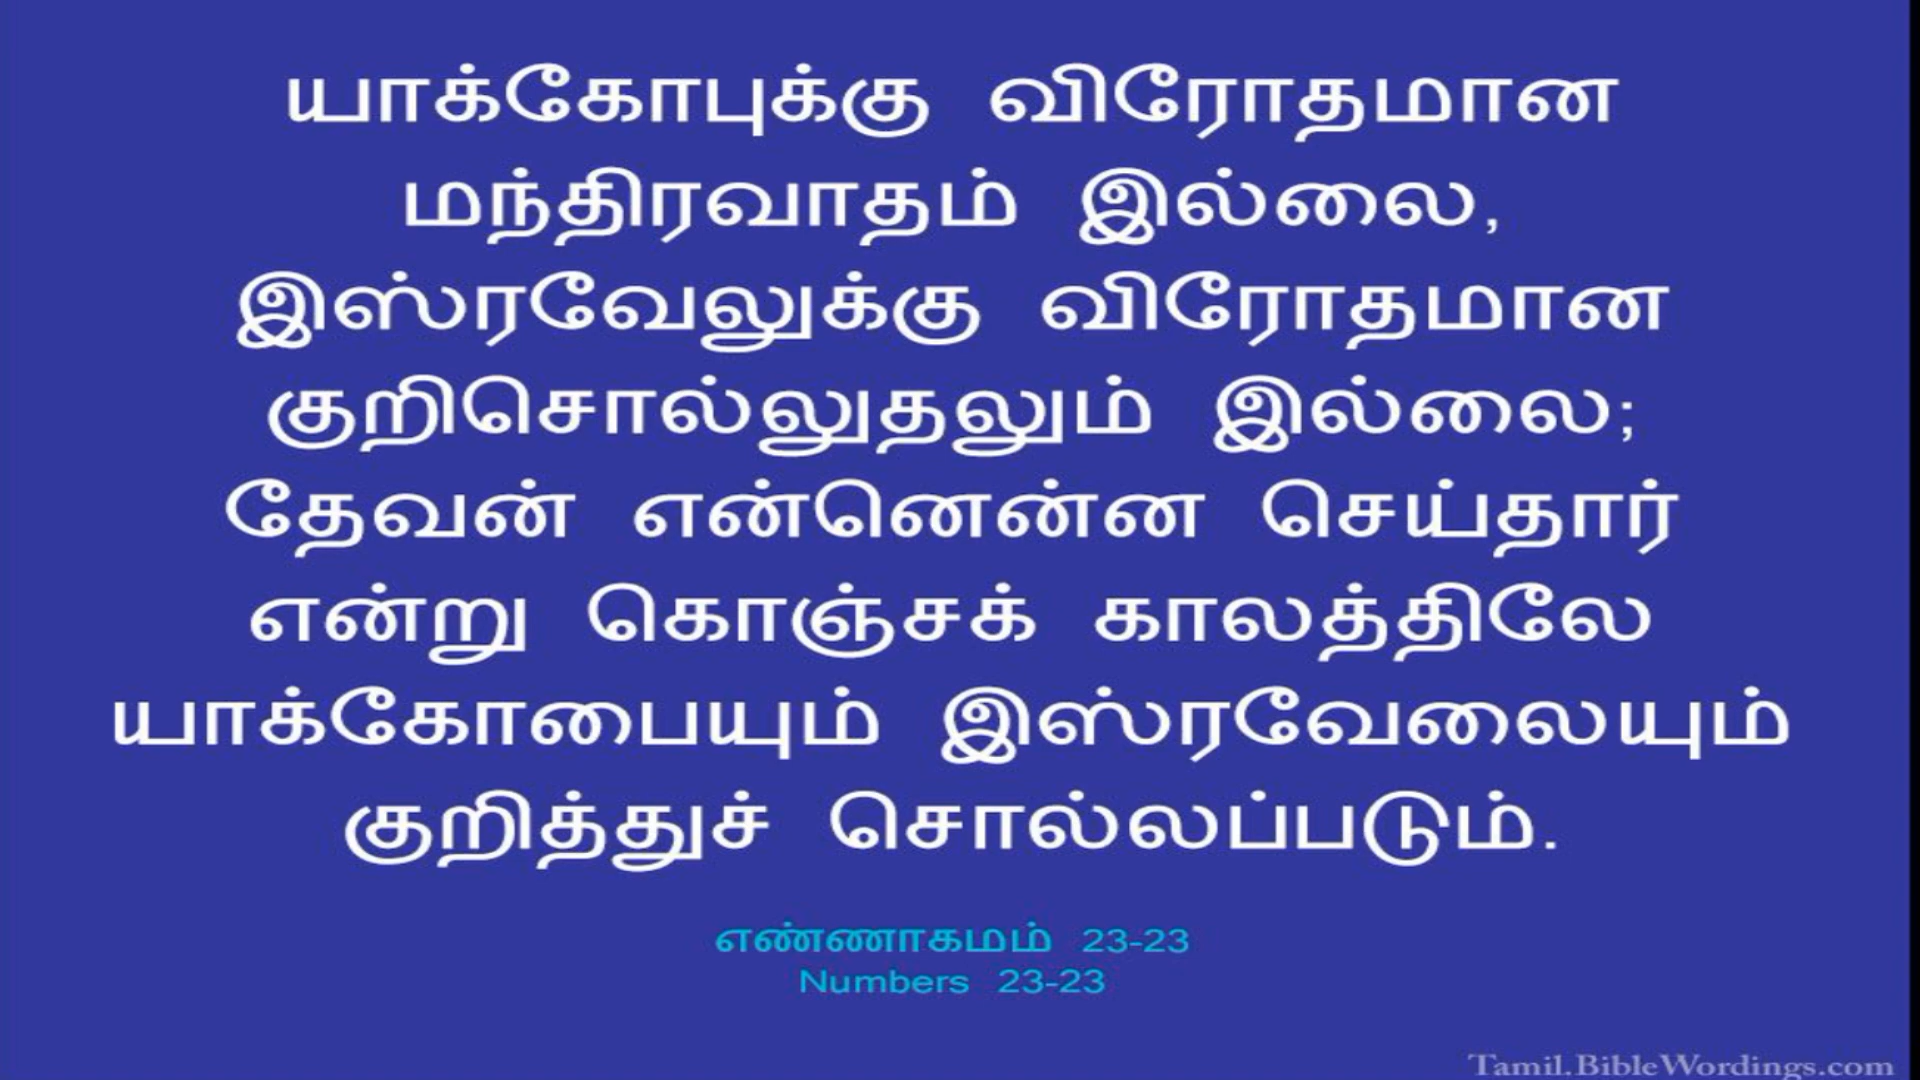 யாக்கோபுக்கு விரோதமான
மந்திரவாதம் இல்லை,
இஸ்ரவேலுக்கு விரோதமான
குறிசொல்லுதலும் இல்லை;
தேவன் என்னென்ன செய்தார்
என்று கொஞ்சக் காலத்திலே
யாக்கோபையும் இஸ்ரவேலையும்
குறித்துச் சொல்லப்படும்.
எண்ணாகமம் 23-23
Numbers 23-23
Tamil.BibleWordings.com